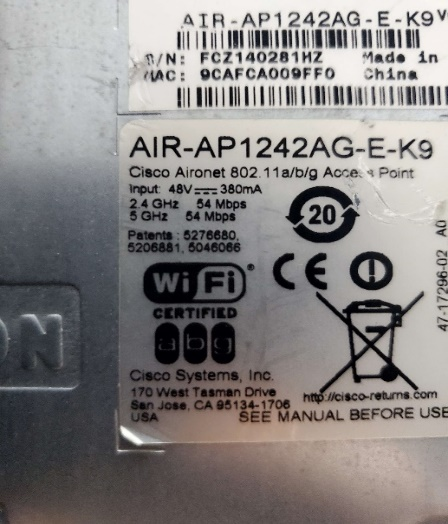 AIR-AP1242AG-E-K9 V
S/N: FCZ140281HZ Made in
MAC: 9CAFCA009FF0 China
AIR-AP1242AG-E-K9
Cisco Aironet 802.11a/b/g Access Point
Input: 48V⎓ 380mA
2.4 GHz 54 Mbps
5 GHz 54 Mbps
20
Patents: 5276680,
5206881, 5046066
Wi Fi ®
CE
CERTIFIED
a b g
47-17296-02 A0
Cisco Systems, Inc.
170 West Tasman Drive
San Jose, CA 95134-1706
USA
http://cisco-returns.com
SEE MANUAL BEFORE USE
ON